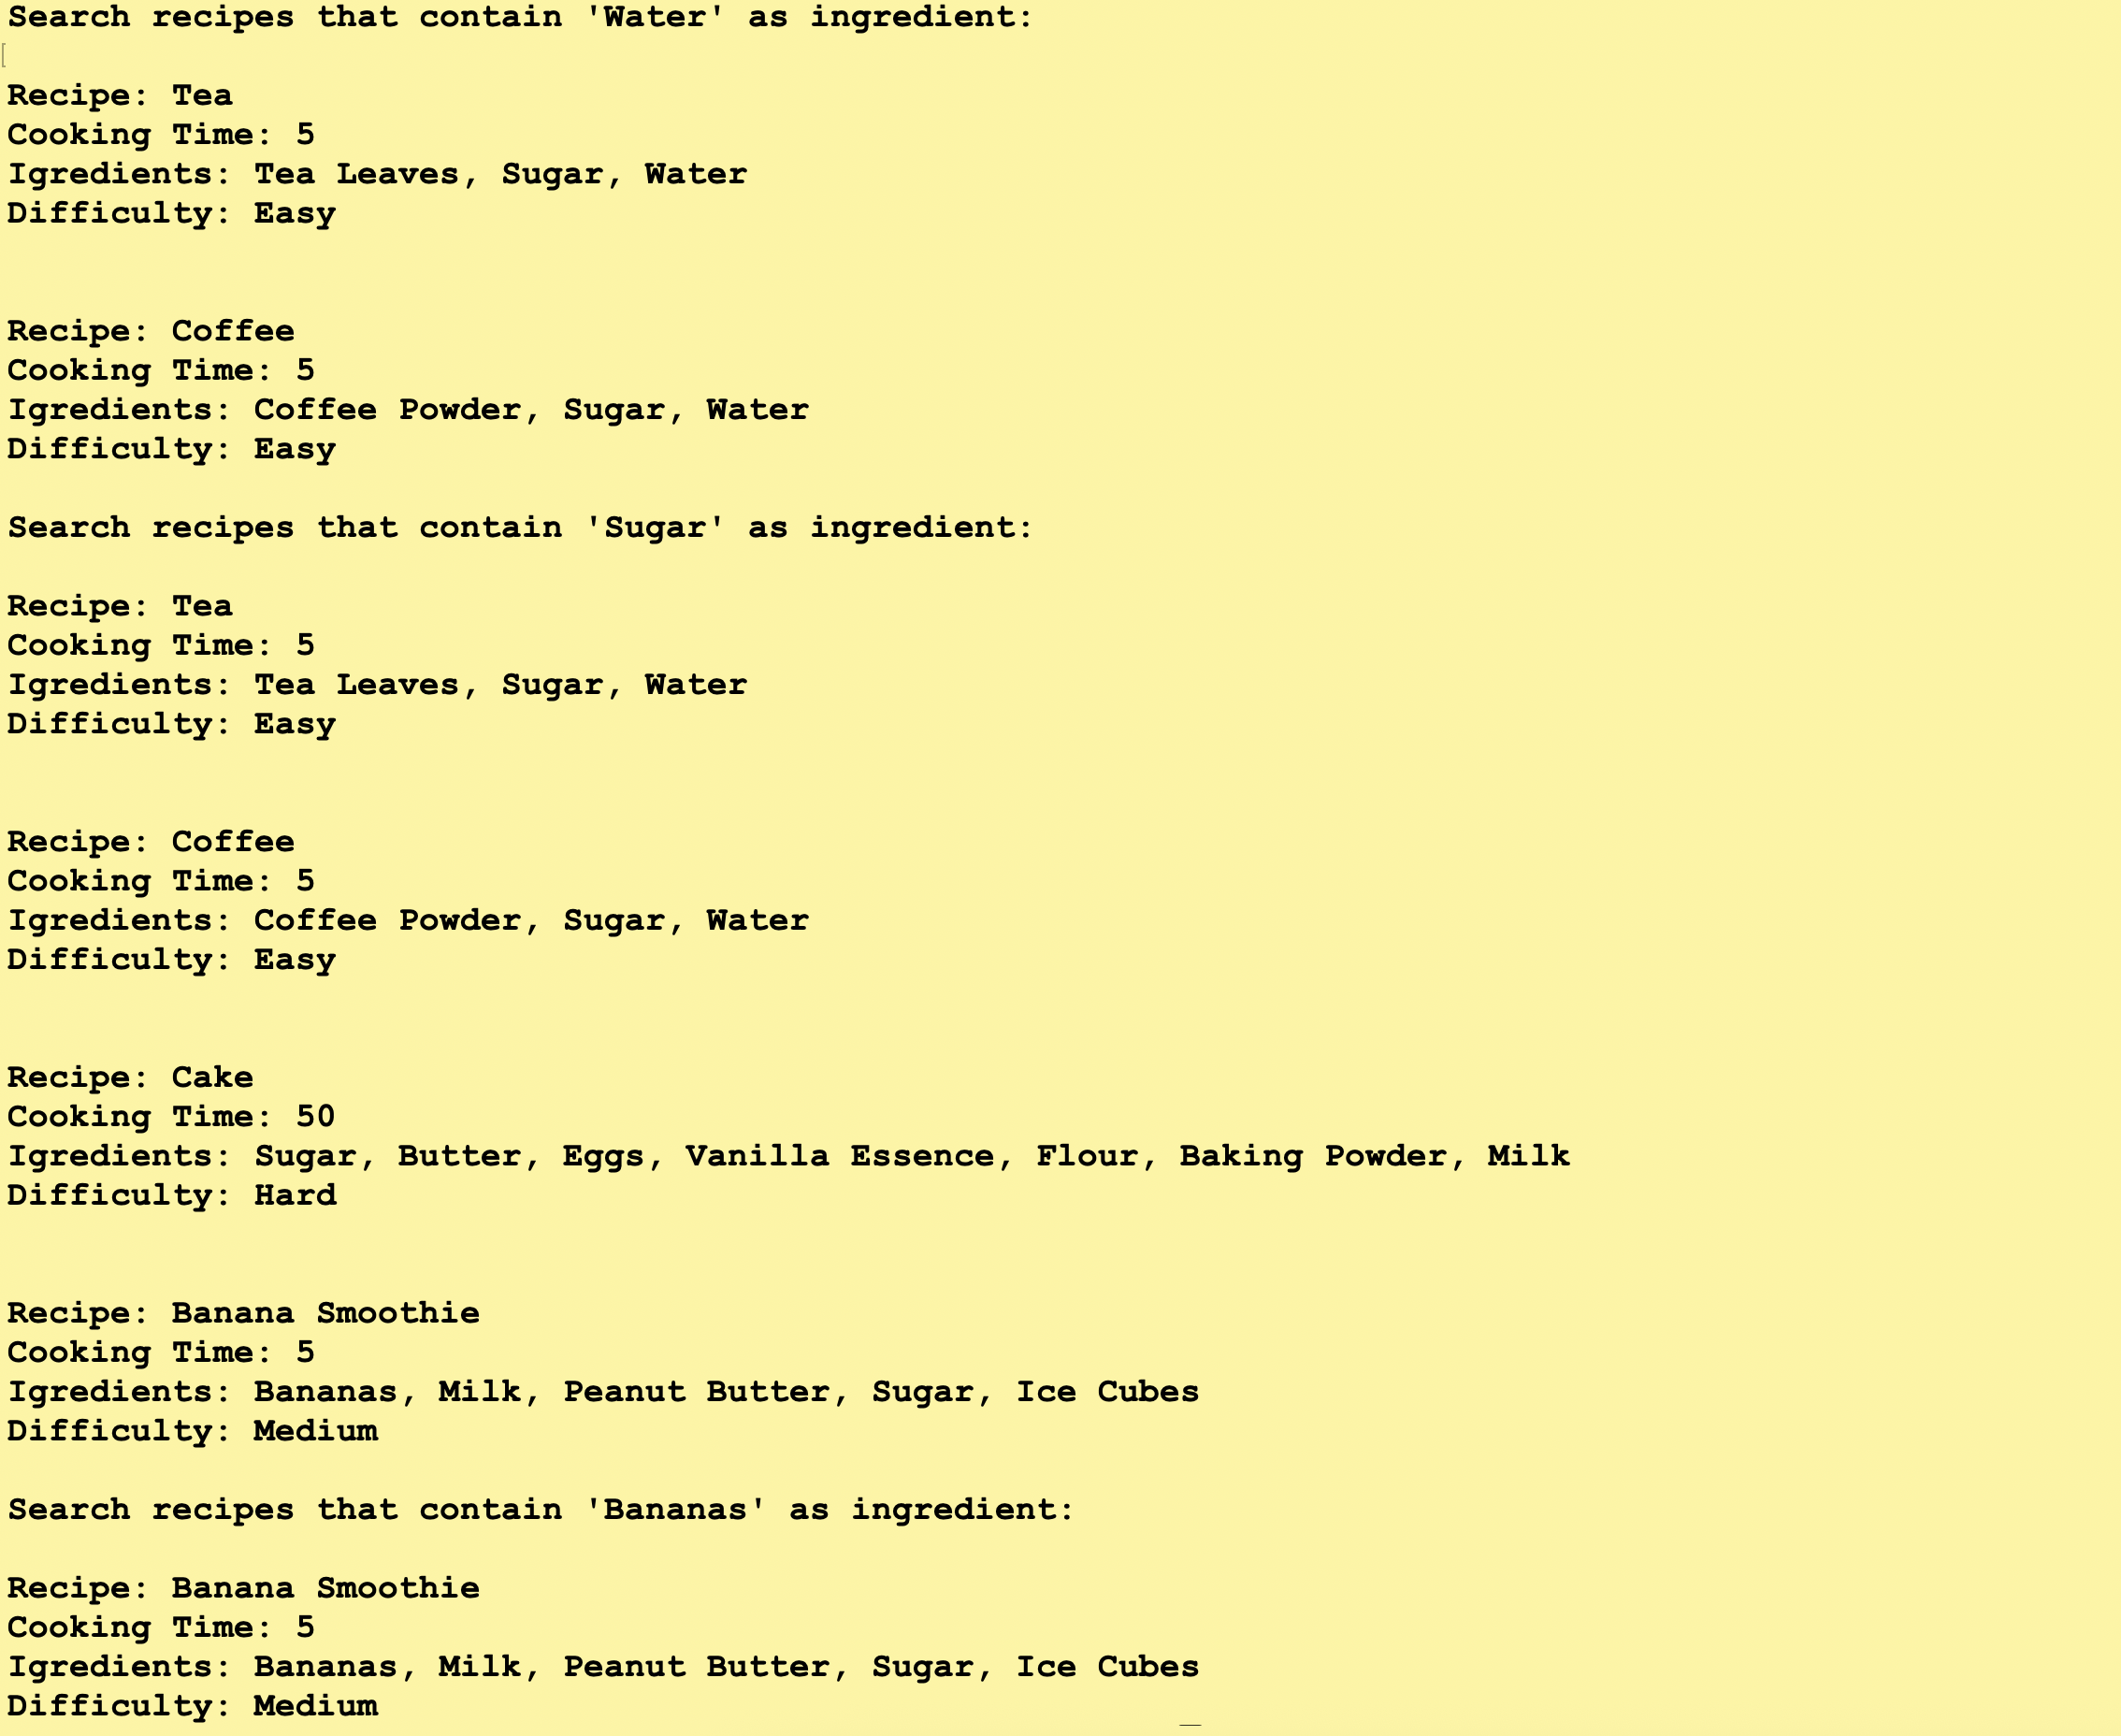 Search recipes that contain 'Water' as ingredient:
Recipe: Tea
Cooking Time: 5
Igredients: Tea Leaves, Sugar, Water
Difficulty: Easy
Recipe: Coffee
Cooking Time: 5
Igredients: Coffee Powder, Sugar, Water
Difficulty: Easy
Search recipes that contain 'Sugar' as ingredient:
Recipe: Tea
Cooking Time: 5
Igredients: Tea Leaves, Sugar, Water
Difficulty: Easy
Recipe: Coffee
Cooking Time: 5
Igredients: Coffee Powder, Sugar, Water
Difficulty: Easy
Recipe: Cake
Cooking Time: 50
Igredients: Sugar, Butter, Eggs, Vanilla Essence, Flour, Baking Powder, Milk
Difficulty: Hard
Recipe: Banana Smoothie
Cooking Time: 5
Igredients: Bananas, Milk, Peanut Butter, Sugar, Ice Cubes
Difficulty: Medium
Search recipes that contain 'Bananas' as ingredient:
Recipe: Banana Smoothie
Cooking Time: 5
Igredients: Bananas, Milk, Peanut Butter, Sugar, Ice Cubes
Difficulty: Medium